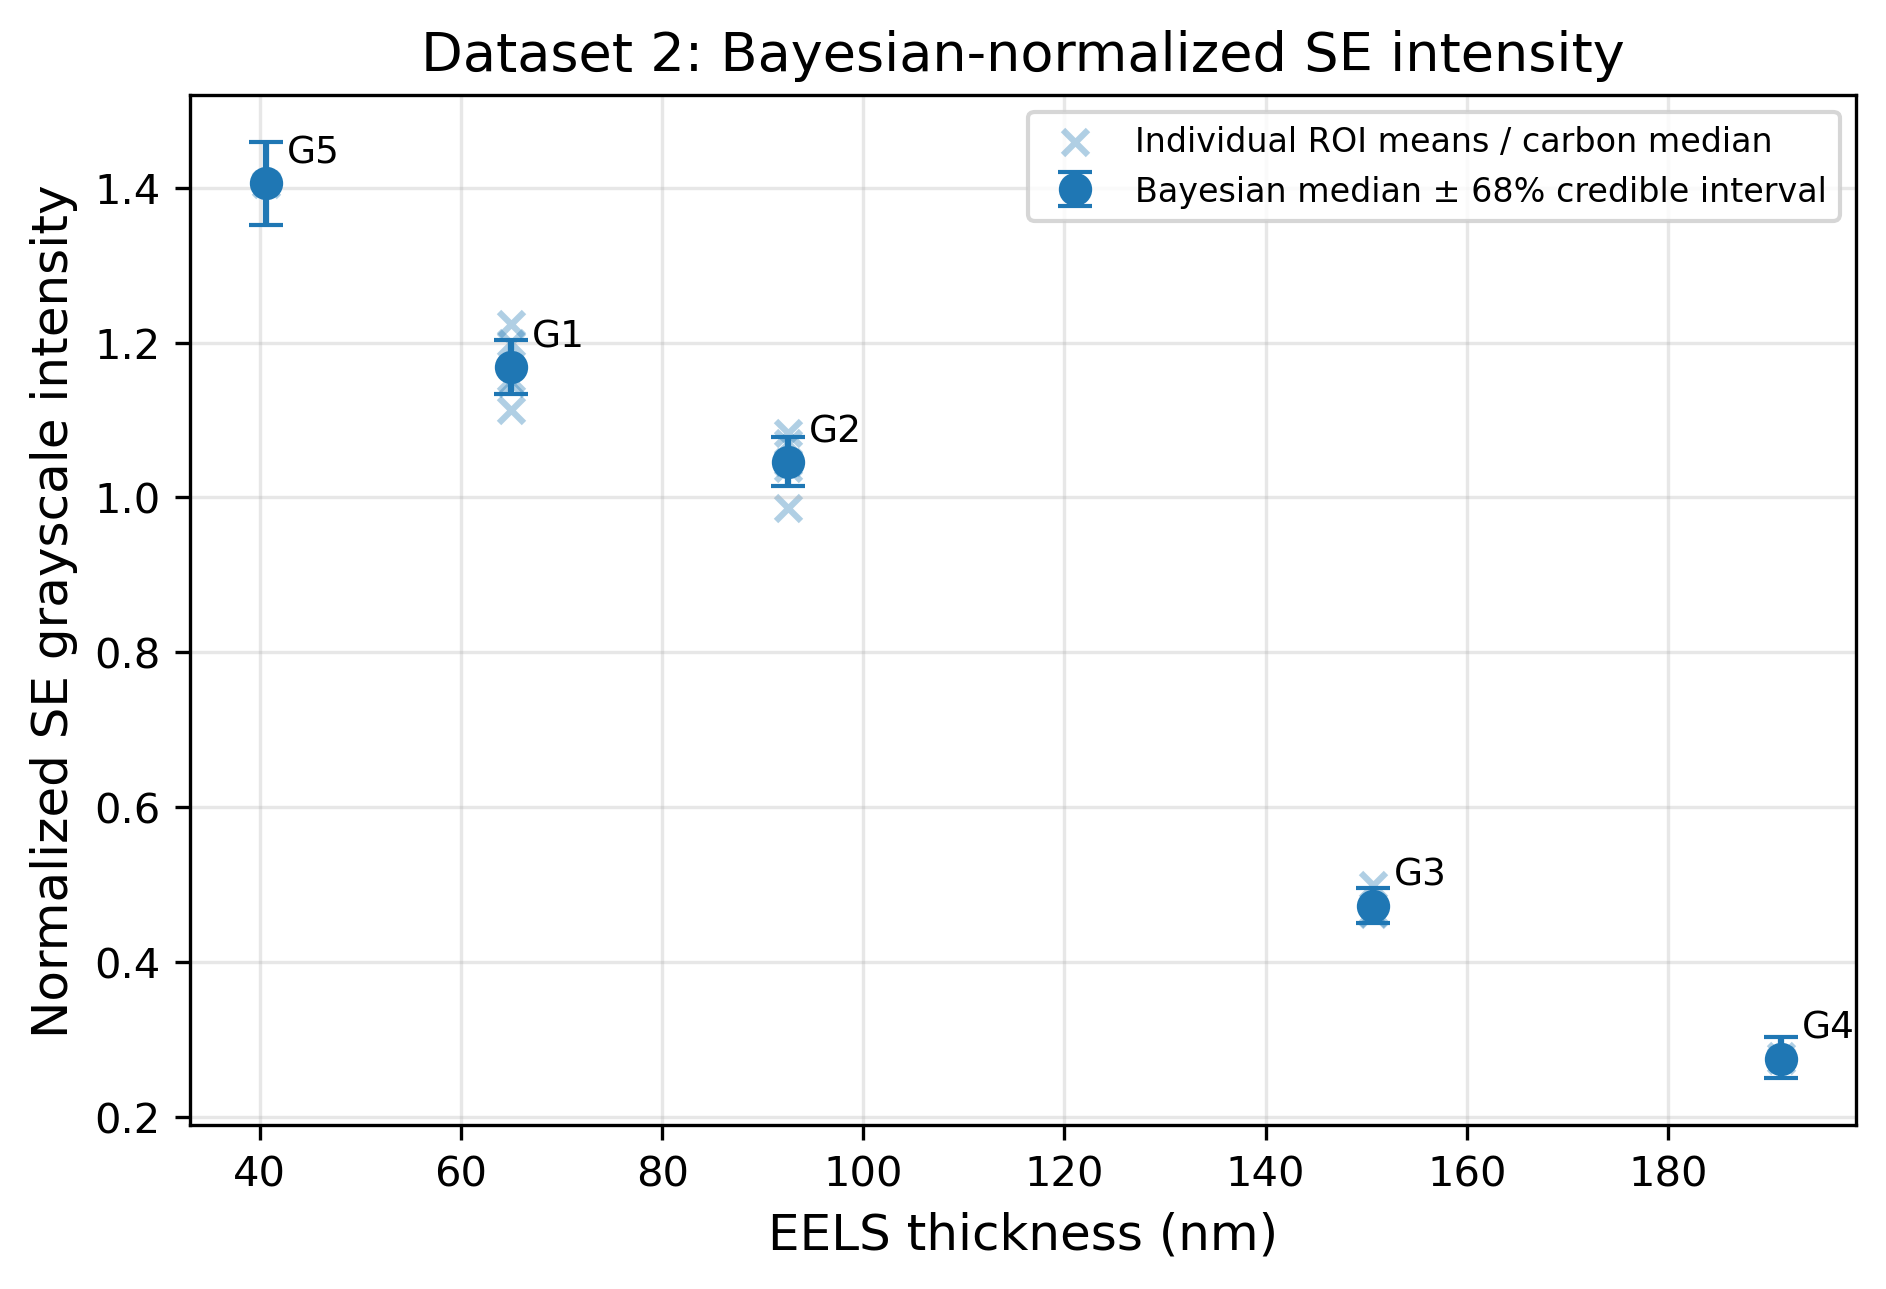 Dataset 2: Bayesian-normalized SE intensity
Individual ROI means / carbon median
Bayesian median ± 68% credible interval
G5
G1
G2
G3
G4
Normalized SE grayscale intensity
1.4
1.2
1.0
0.8
0.6
0.4
0.2
40 60 80 100 120 140 160 180
EELS thickness (nm)